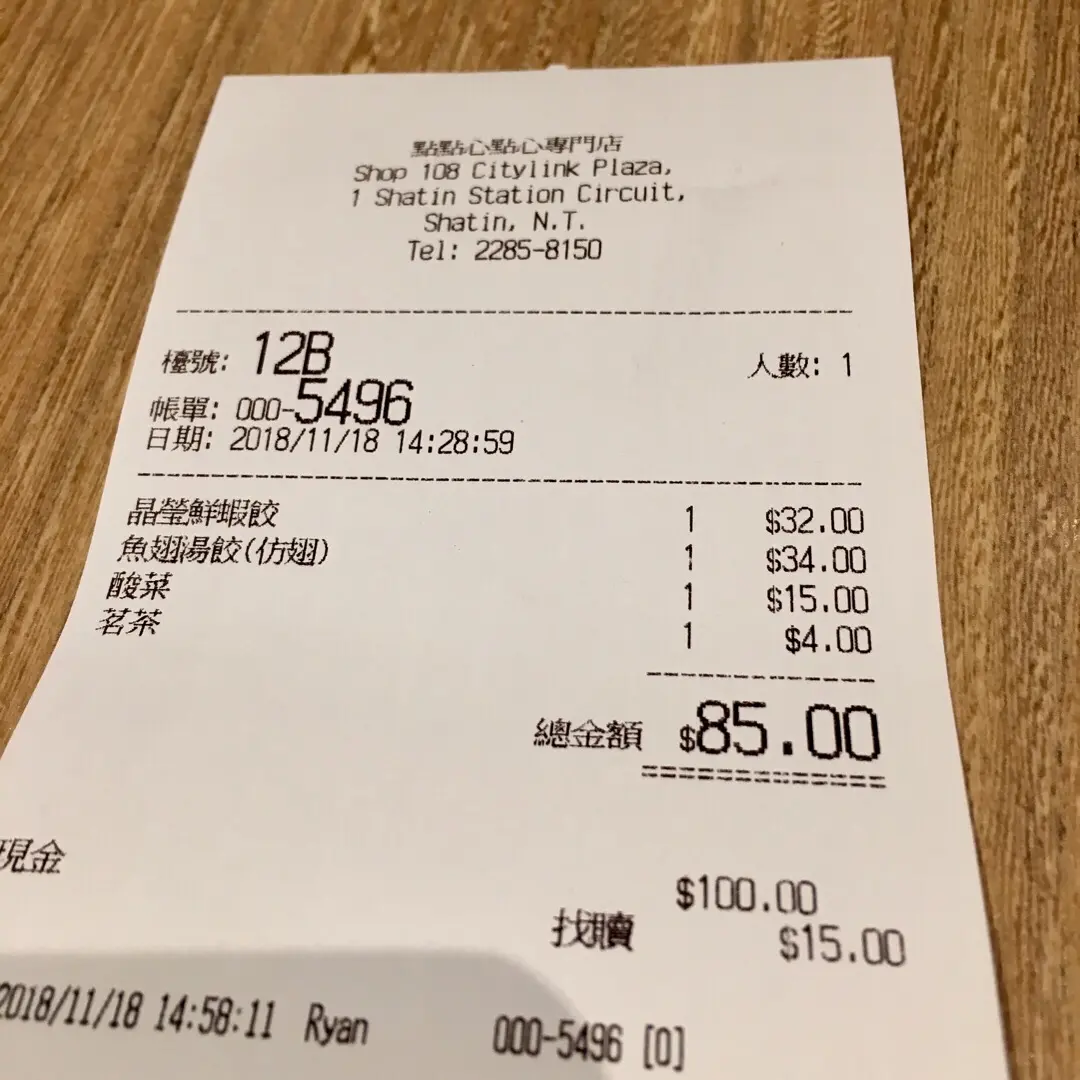 點點心點心專門店
Shop 108 Citylink Plaza,
1 Shatin Station Circuit,
Shatin, N.T.
Tel: 2285-8150
檯號: 12B 人數: 1
帳單: 000-5496
日期: 2018/11/18 14:28:59
晶瑩鮮蝦餃 1 $32.00
魚翅湯餃(仿翅) 1 $34.00
酸菜 1 $15.00
茗茶 1 $4.00
總金額 $85.00
現金 $100.00
找贖 $15.00
2018/11/18 14:58:11 Ryan 000-5496 [0]